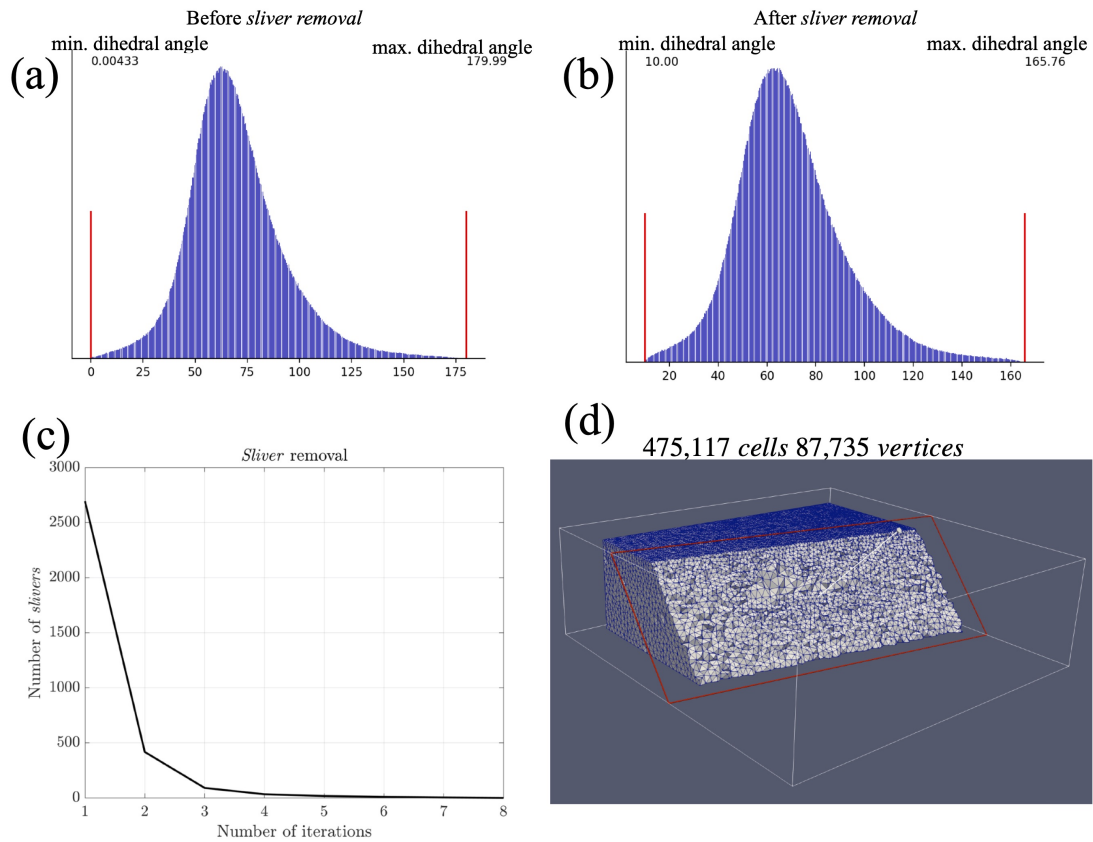 Before sliver removal
min. dihedral angle
max. dihedral angle
0.00433
179.99
(a)
0 25 50 75 100 125 150 175
After sliver removal
min. dihedral angle
max. dihedral angle
10.00
165.76
(b)
20 40 60 80 100 120 140 160
(c)
Sliver removal
3000
2500
2000
1500
1000
500
0
Number of slivers
1 2 3 4 5 6 7 8
Number of iterations
(d)
475,117 cells 87,735 vertices